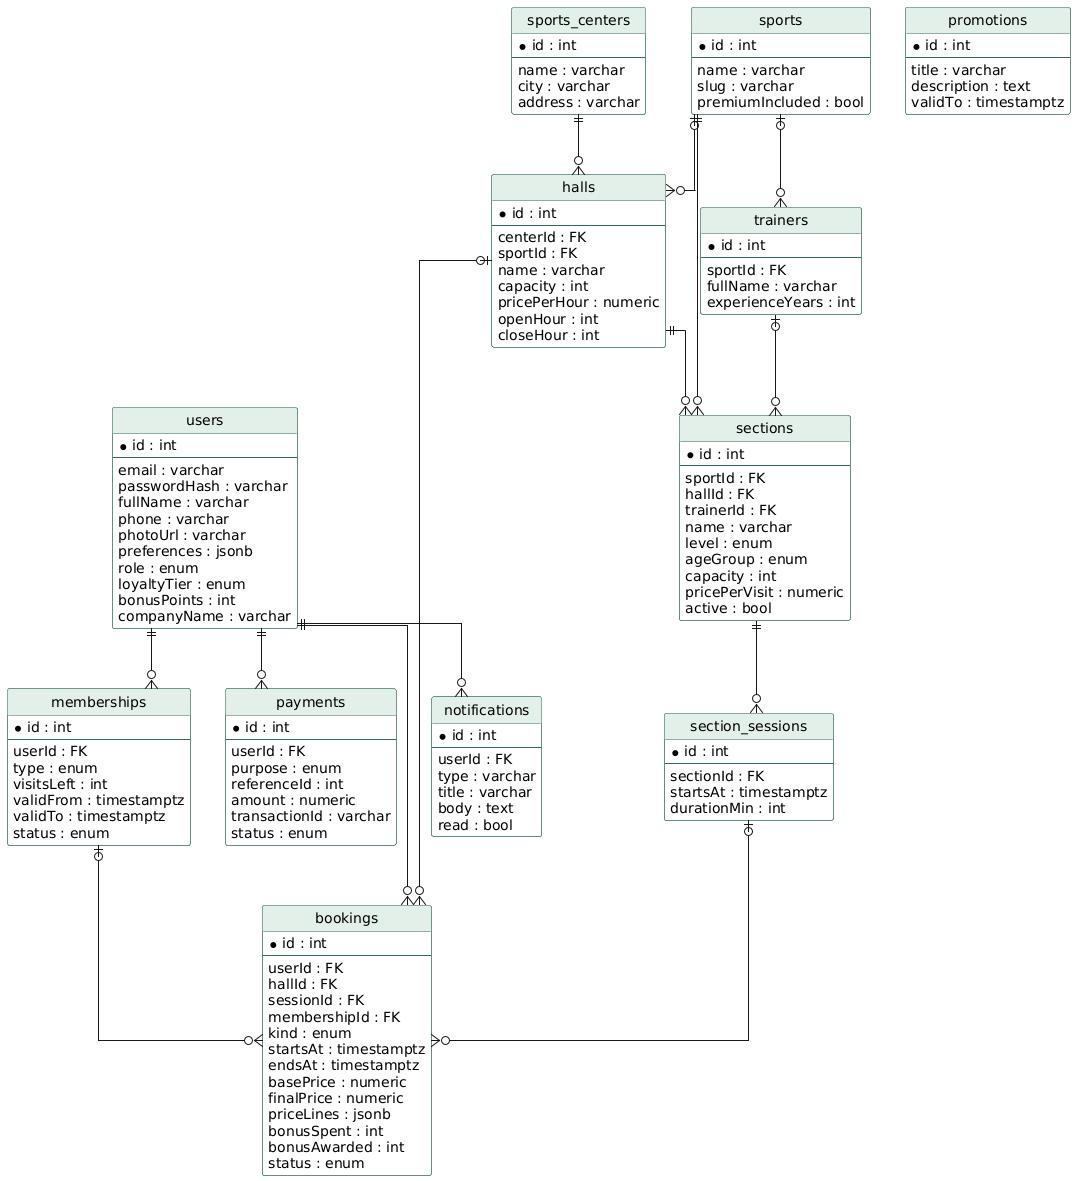 sports_centers
id : int
name : varchar
city : varchar
address : varchar
sports
id : int
name : varchar
slug : varchar
premiumIncluded : bool
promotions
id : int
title : varchar
description : text
validTo : timestamptz
halls
id : int
centerId : FK
sportId : FK
name : varchar
capacity : int
pricePerHour : numeric
openHour : int
closeHour : int
trainers
id : int
sportId : FK
fullName : varchar
experienceYears : int
users
id : int
email : varchar
passwordHash : varchar
fullName : varchar
phone : varchar
photoUrl : varchar
preferences : jsonb
role : enum
loyaltyTier : enum
bonusPoints : int
companyName : varchar
sections
id : int
sportId : FK
hallId : FK
trainerId : FK
name : varchar
level : enum
ageGroup : enum
capacity : int
pricePerVisit : numeric
active : bool
memberships
id : int
userId : FK
type : enum
visitsLeft : int
validFrom : timestamptz
validTo : timestamptz
status : enum
payments
id : int
userId : FK
purpose : enum
referenceId : int
amount : numeric
transactionId : varchar
status : enum
notifications
id : int
userId : FK
type : varchar
title : varchar
body : text
read : bool
section_sessions
id : int
sectionId : FK
startsAt : timestamptz
durationMin : int
bookings
id : int
userId : FK
hallId : FK
sessionId : FK
membershipId : FK
kind : enum
startsAt : timestamptz
endsAt : timestamptz
basePrice : numeric
finalPrice : numeric
priceLines : jsonb
bonusSpent : int
bonusAwarded : int
status : enum